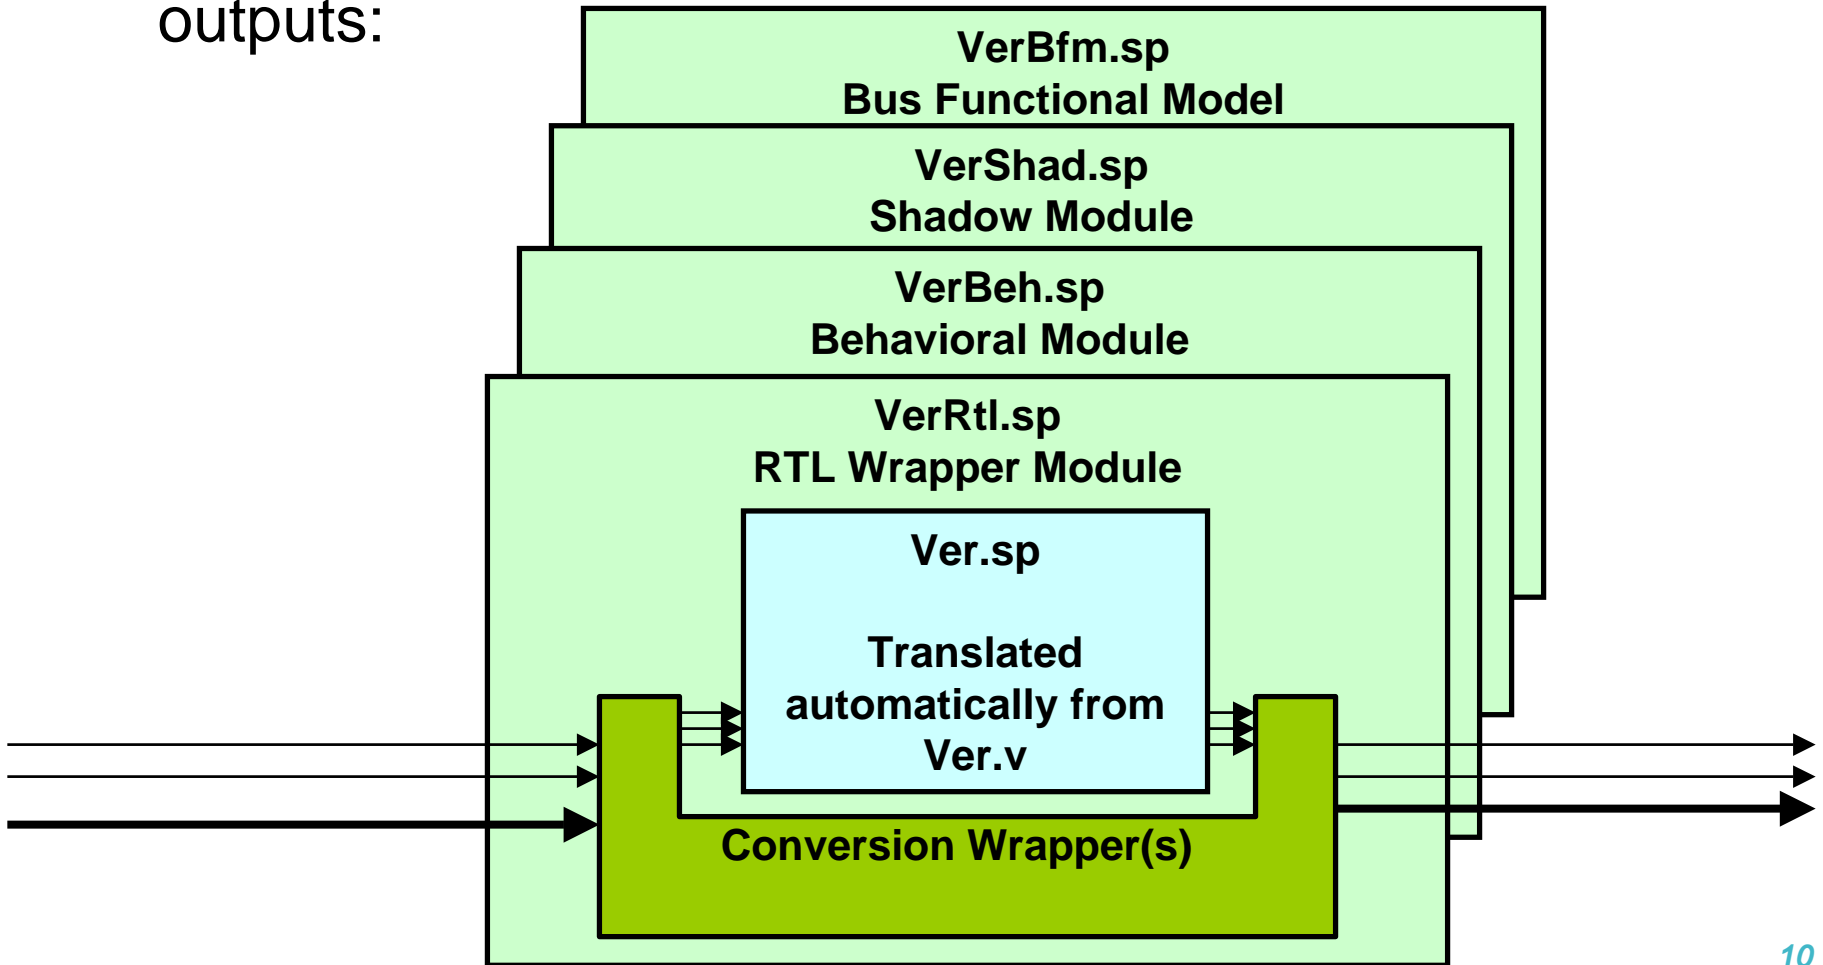 outputs:
VerBfm.sp
Bus Functional Model
VerShad.sp
Shadow Module
VerBeh.sp
Behavioral Module
VerRtl.sp
RTL Wrapper Module
Ver.sp
Translated
automatically from
Ver.v
Conversion Wrapper(s)
10